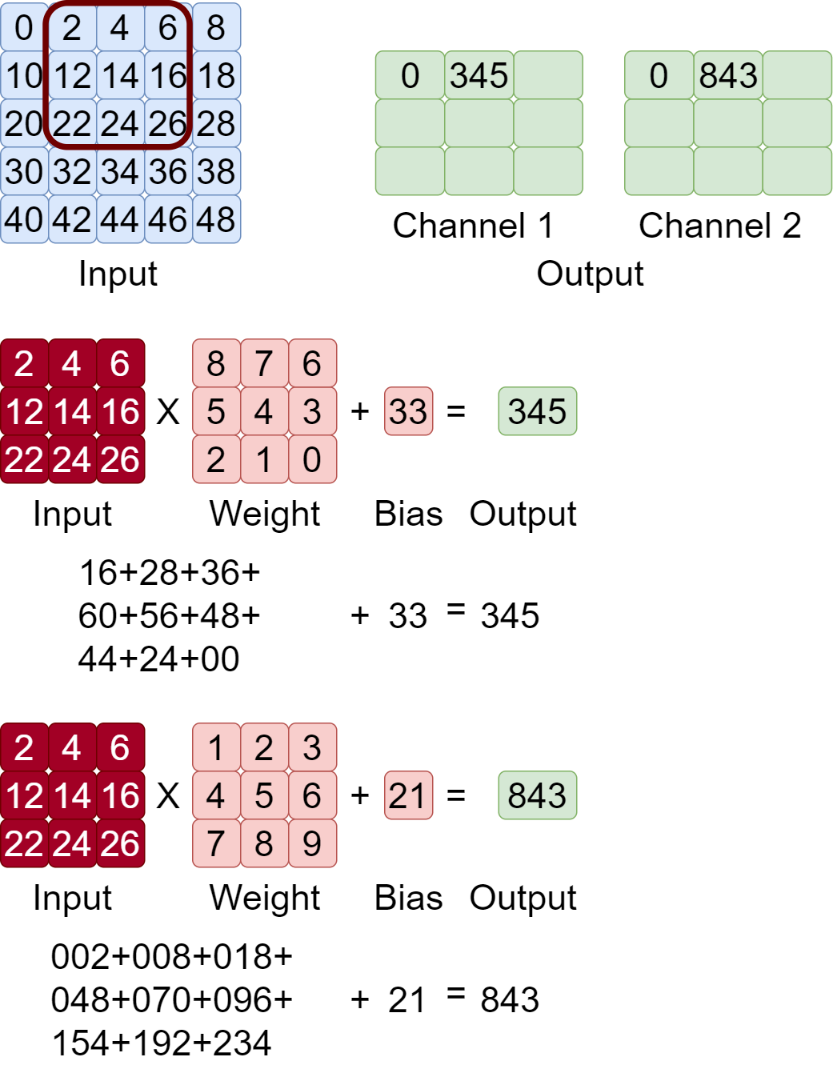 0 2 4 6 8
10 12 14 16 18
20 22 24 26 28
30 32 34 36 38
40 42 44 46 48
Input
0 345
0 843
Channel 1
Channel 2
Output
2 4 6
12 14 16
22 24 26
X
8 7 6
5 4 3
2 1 0
+ 33 = 345
Input
Weight
Bias
Output
16+28+36+
60+56+48+
44+24+00
+ 33 = 345
2 4 6
12 14 16
22 24 26
X
1 2 3
4 5 6
7 8 9
+ 21 = 843
Input
Weight
Bias
Output
002+008+018+
048+070+096+
154+192+234
+ 21 = 843